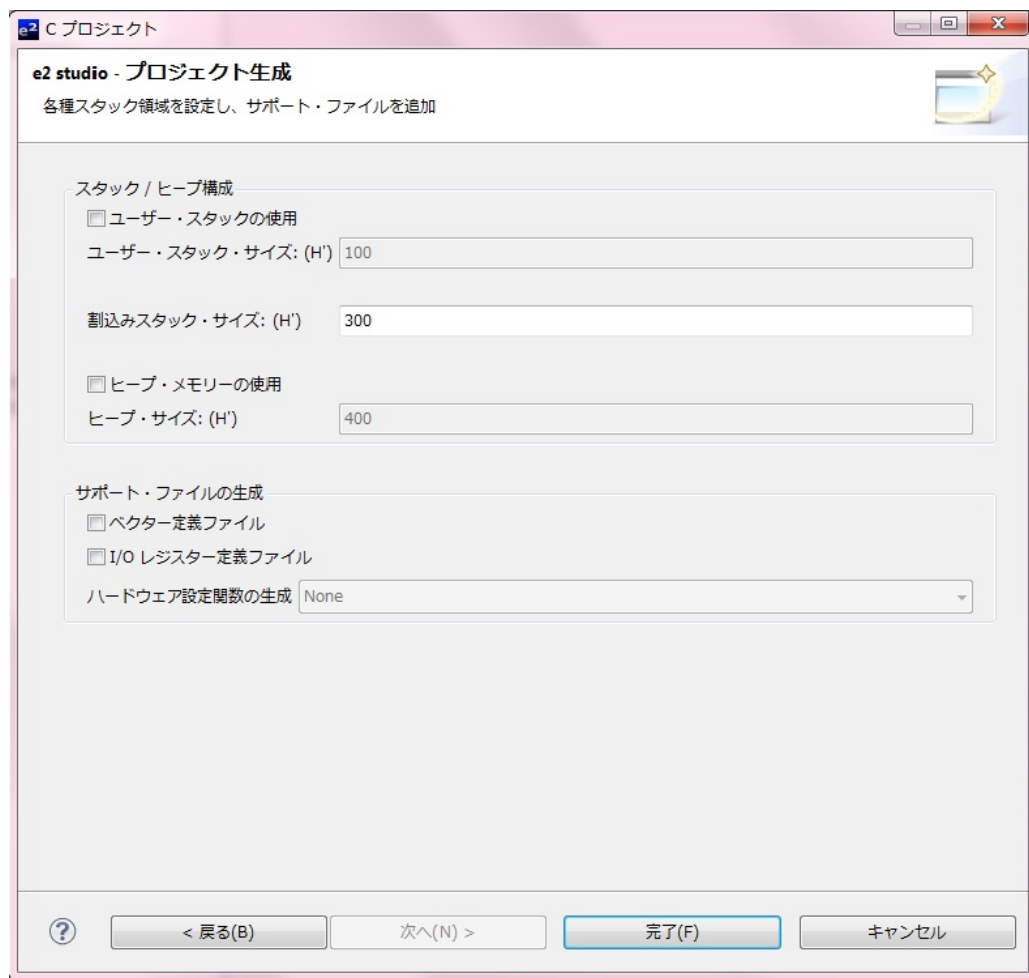 e² C プロジェクト
e2 studio - プロジェクト生成
各種スタック領域を設定し、サポート・ファイルを追加
スタック / ヒープ構成
ユーザー・スタックの使用
ユーザー・スタック・サイズ: (H') 100
割込みスタック・サイズ: (H') 300
ヒープ・メモリーの使用
ヒープ・サイズ: (H') 400
サポート・ファイルの生成
ベクター定義ファイル
I/O レジスター定義ファイル
ハードウェア設定関数の生成 None
? < 戻る(B) 次へ(N) > 完了(F) キャンセル